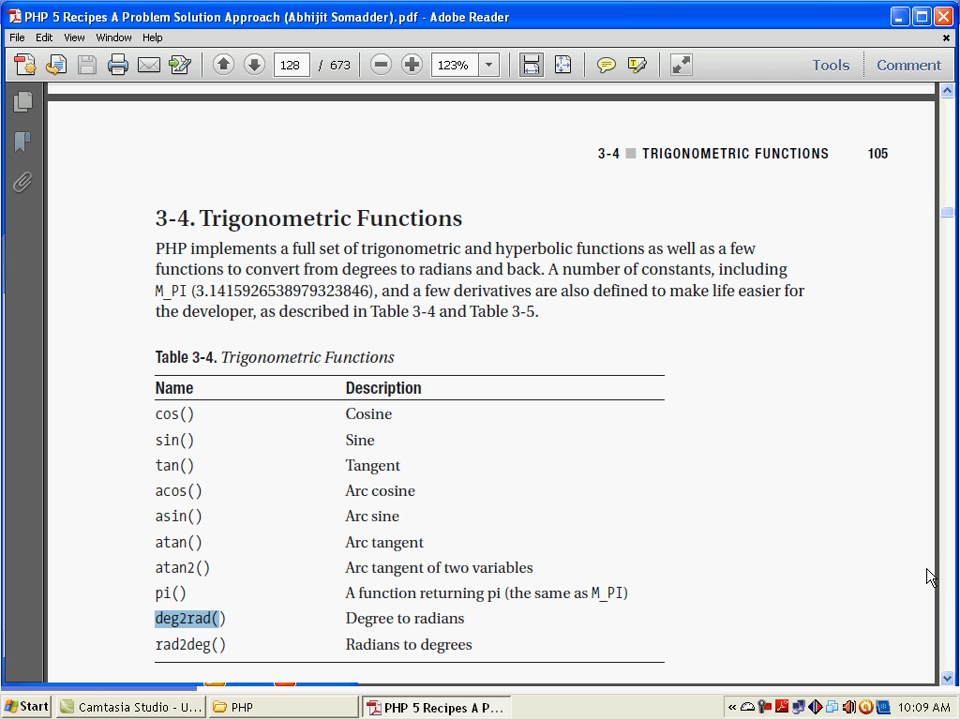 PHP 5 Recipes A Problem Solution Approach (Abhijit Somadder).pdf - Adobe Reader
File Edit View Window Help
128 / 673 123% Tools Comment
3-4 ■ TRIGONOMETRIC FUNCTIONS 105
3-4. Trigonometric Functions
PHP implements a full set of trigonometric and hyperbolic functions as well as a few
functions to convert from degrees to radians and back. A number of constants, including
M_PI (3.1415926538979323846), and a few derivatives are also defined to make life easier for
the developer, as described in Table 3-4 and Table 3-5.
Table 3-4. Trigonometric Functions
Name Description
cos() Cosine
sin() Sine
tan() Tangent
acos() Arc cosine
asin() Arc sine
atan() Arc tangent
atan2() Arc tangent of two variables
pi() A function returning pi (the same as M_PI)
deg2rad() Degree to radians
rad2deg() Radians to degrees
Start Camtasia Studio - U... PHP PHP 5 Recipes A P... « 10:09 AM